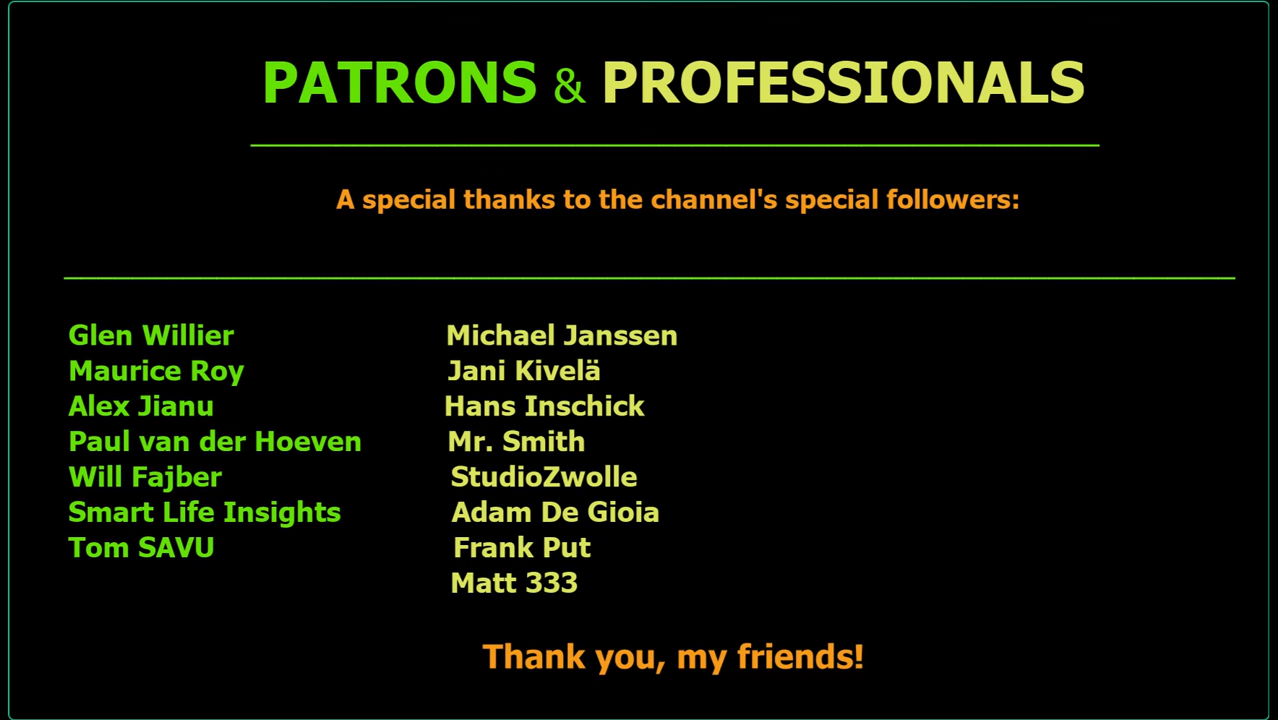 PATRONS & PROFESSIONALS
A special thanks to the channel's special followers:
Glen Willier
Maurice Roy
Alex Jianu
Paul van der Hoeven
Will Fajber
Smart Life Insights
Tom SAVU
Michael Janssen
Jani Kivelä
Hans Inschick
Mr. Smith
StudioZwolle
Adam De Gioia
Frank Put
Matt 333
Thank you, my friends!